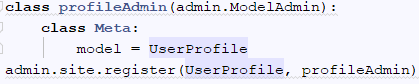 class profileAdmin(admin.ModelAdmin):
    class Meta:
        model = UserProfile
admin.site.register(UserProfile, profileAdmin)